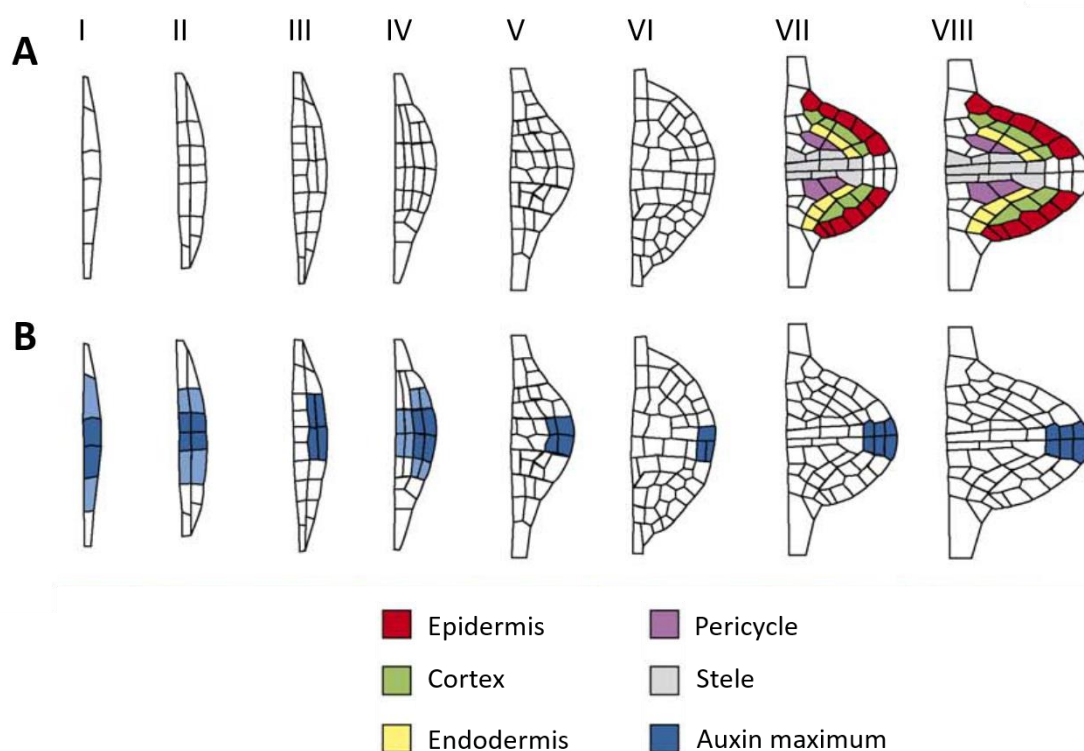 I II III IV V VI VII VIII
A
B
Epidermis Pericycle
Cortex Stele
Endodermis Auxin maximum